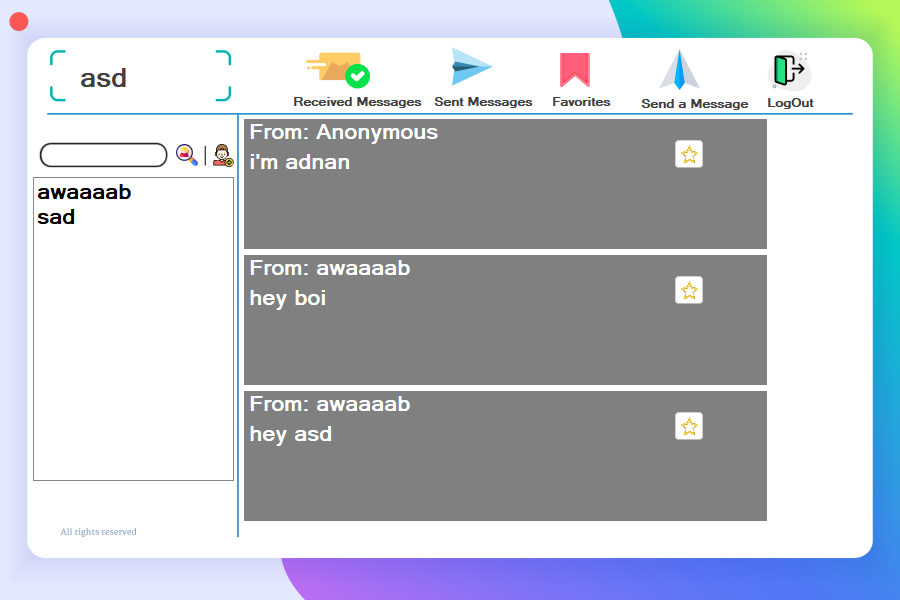 asd
Received Messages
Sent Messages
Favorites
Send a Message
LogOut
awaaaab
sad
From: Anonymous
i'm adnan
From: awaaaab
hey boi
From: awaaaab
hey asd
All rights reserved